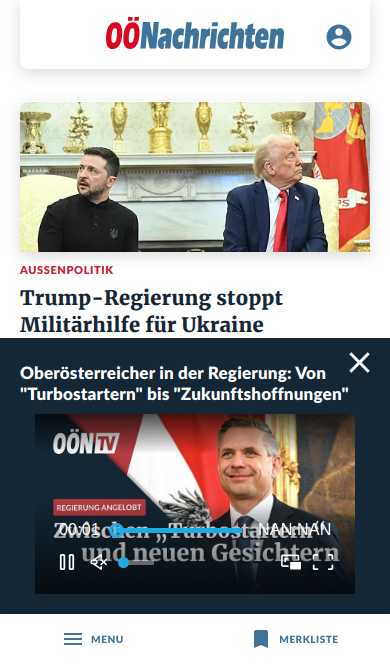 OÖNachrichten
AUSSENPOLITIK
Trump-Regierung stoppt
Militärhilfe für Ukraine
Oberösterreicher in der Regierung: Von
"Turbostartern" bis "Zukunftshoffnungen"
OÖN TV
REGIERUNG ANGELOBT
Zwischen „Turbostartern“
und neuen Gesichtern
00:01
-NAN:NAN
MENU
MERKLISTE